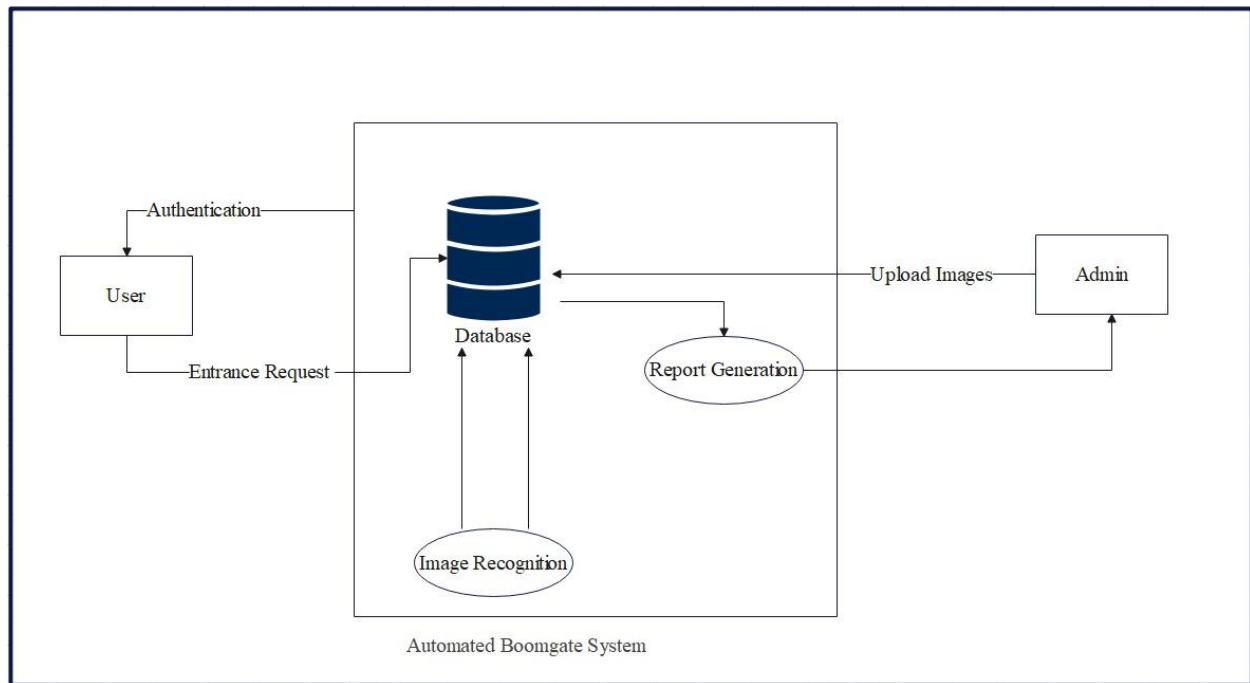 Authentication
User
Entrance Request
Database
Upload Images
Admin
Report Generation
Image Recognition
Automated Boomgate System